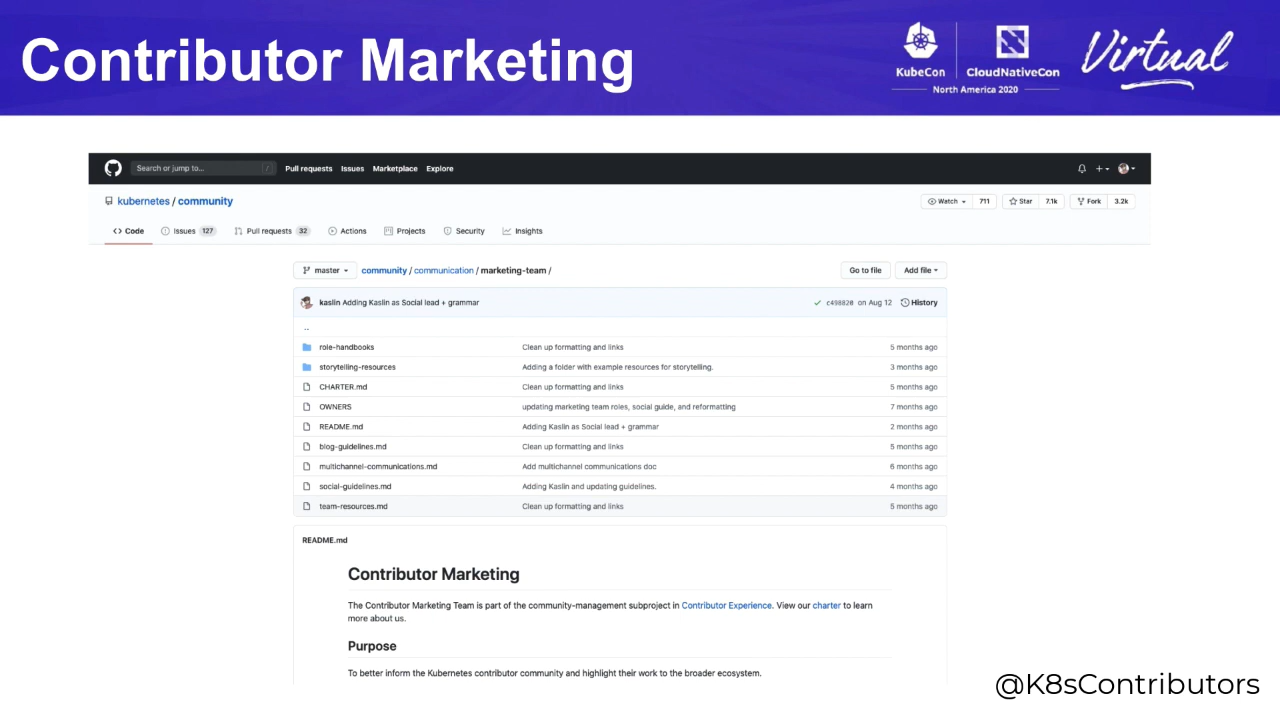 Contributor Marketing
KubeCon
CloudNativeCon
North America 2020
Virtual
Search or jump to... /
Pull requests Issues Marketplace Explore
kubernetes / community
Watch 711 Star 7.1k Fork 3.2k
Code Issues 127 Pull requests 32 Actions Projects Security Insights
master community / communication / marketing-team / Go to file Add file
kaslin Adding Kaslin as Social lead + grammar c498820 on Aug 12 History
..
role-handbooks Clean up formatting and links 5 months ago
storytelling-resources Adding a folder with example resources for storytelling. 3 months ago
CHARTER.md Clean up formatting and links 5 months ago
OWNERS updating marketing team roles, social guide, and reformatting 7 months ago
README.md Adding Kaslin as Social lead + grammar 2 months ago
blog-guidelines.md Clean up formatting and links 5 months ago
multichannel-communications.md Add multichannel communications doc 6 months ago
social-guidelines.md Adding Kaslin and updating guidelines. 4 months ago
team-resources.md Clean up formatting and links 5 months ago
README.md
Contributor Marketing
The Contributor Marketing Team is part of the community-management subproject in Contributor Experience. View our charter to learn
more about us.
Purpose
To better inform the Kubernetes contributor community and highlight their work to the broader ecosystem.
@K8sContributors